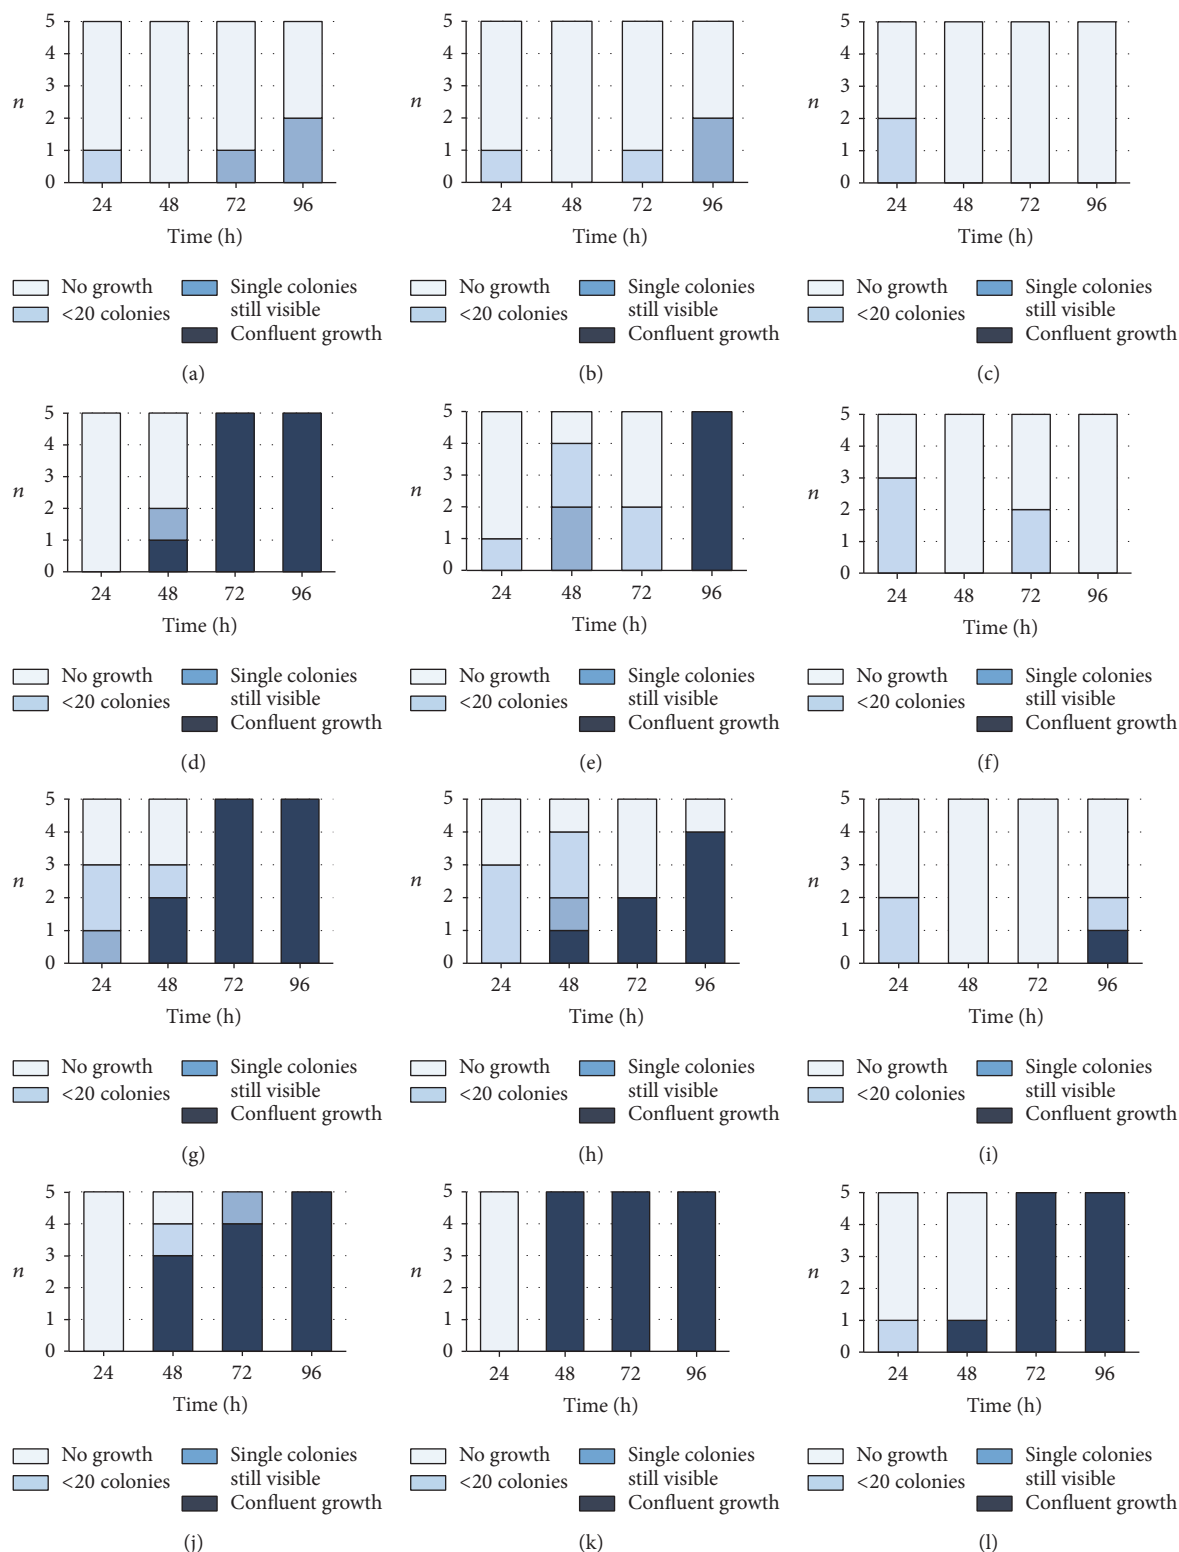 5
4
3
n
2
1
0
24 48 72 96
Time (h)
No growth
<20 colonies
Single colonies
still visible
Confluent growth
(a)
5
4
3
n
2
1
0
24 48 72 96
Time (h)
No growth
<20 colonies
Single colonies
still visible
Confluent growth
(b)
5
4
3
n
2
1
0
24 48 72 96
Time (h)
No growth
<20 colonies
Single colonies
still visible
Confluent growth
(c)
5
4
3
n
2
1
0
24 48 72 96
Time (h)
No growth
<20 colonies
Single colonies
still visible
Confluent growth
(d)
5
4
3
n
2
1
0
24 48 72 96
Time (h)
No growth
<20 colonies
Single colonies
still visible
Confluent growth
(e)
5
4
3
n
2
1
0
24 48 72 96
Time (h)
No growth
<20 colonies
Single colonies
still visible
Confluent growth
(f)
5
4
3
n
2
1
0
24 48 72 96
Time (h)
No growth
<20 colonies
Single colonies
still visible
Confluent growth
(g)
5
4
3
n
2
1
0
24 48 72 96
Time (h)
No growth
<20 colonies
Single colonies
still visible
Confluent growth
(h)
5
4
3
n
2
1
0
24 48 72 96
Time (h)
No growth
<20 colonies
Single colonies
still visible
Confluent growth
(i)
5
4
3
n
2
1
0
24 48 72 96
Time (h)
No growth
<20 colonies
Single colonies
still visible
Confluent growth
(j)
5
4
3
n
2
1
0
24 48 72 96
Time (h)
No growth
<20 colonies
Single colonies
still visible
Confluent growth
(k)
5
4
3
n
2
1
0
24 48 72 96
Time (h)
No growth
<20 colonies
Single colonies
still visible
Confluent growth
(l)